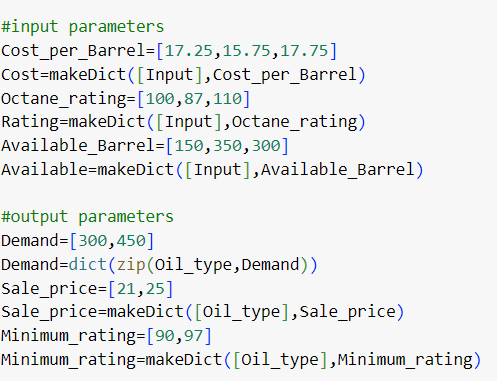 #input parameters
Cost_per_Barrel=[17.25,15.75,17.75]
Cost=makeDict([Input],Cost_per_Barrel)
Octane_rating=[100,87,110]
Rating=makeDict([Input],Octane_rating)
Available_Barrel=[150,350,300]
Available=makeDict([Input],Available_Barrel)
#output parameters
Demand=[300,450]
Demand=dict(zip(Oil_type,Demand))
Sale_price=[21,25]
Sale_price=makeDict([Oil_type],Sale_price)
Minimum_rating=[90,97]
Minimum_rating=makeDict([Oil_type],Minimum_rating)